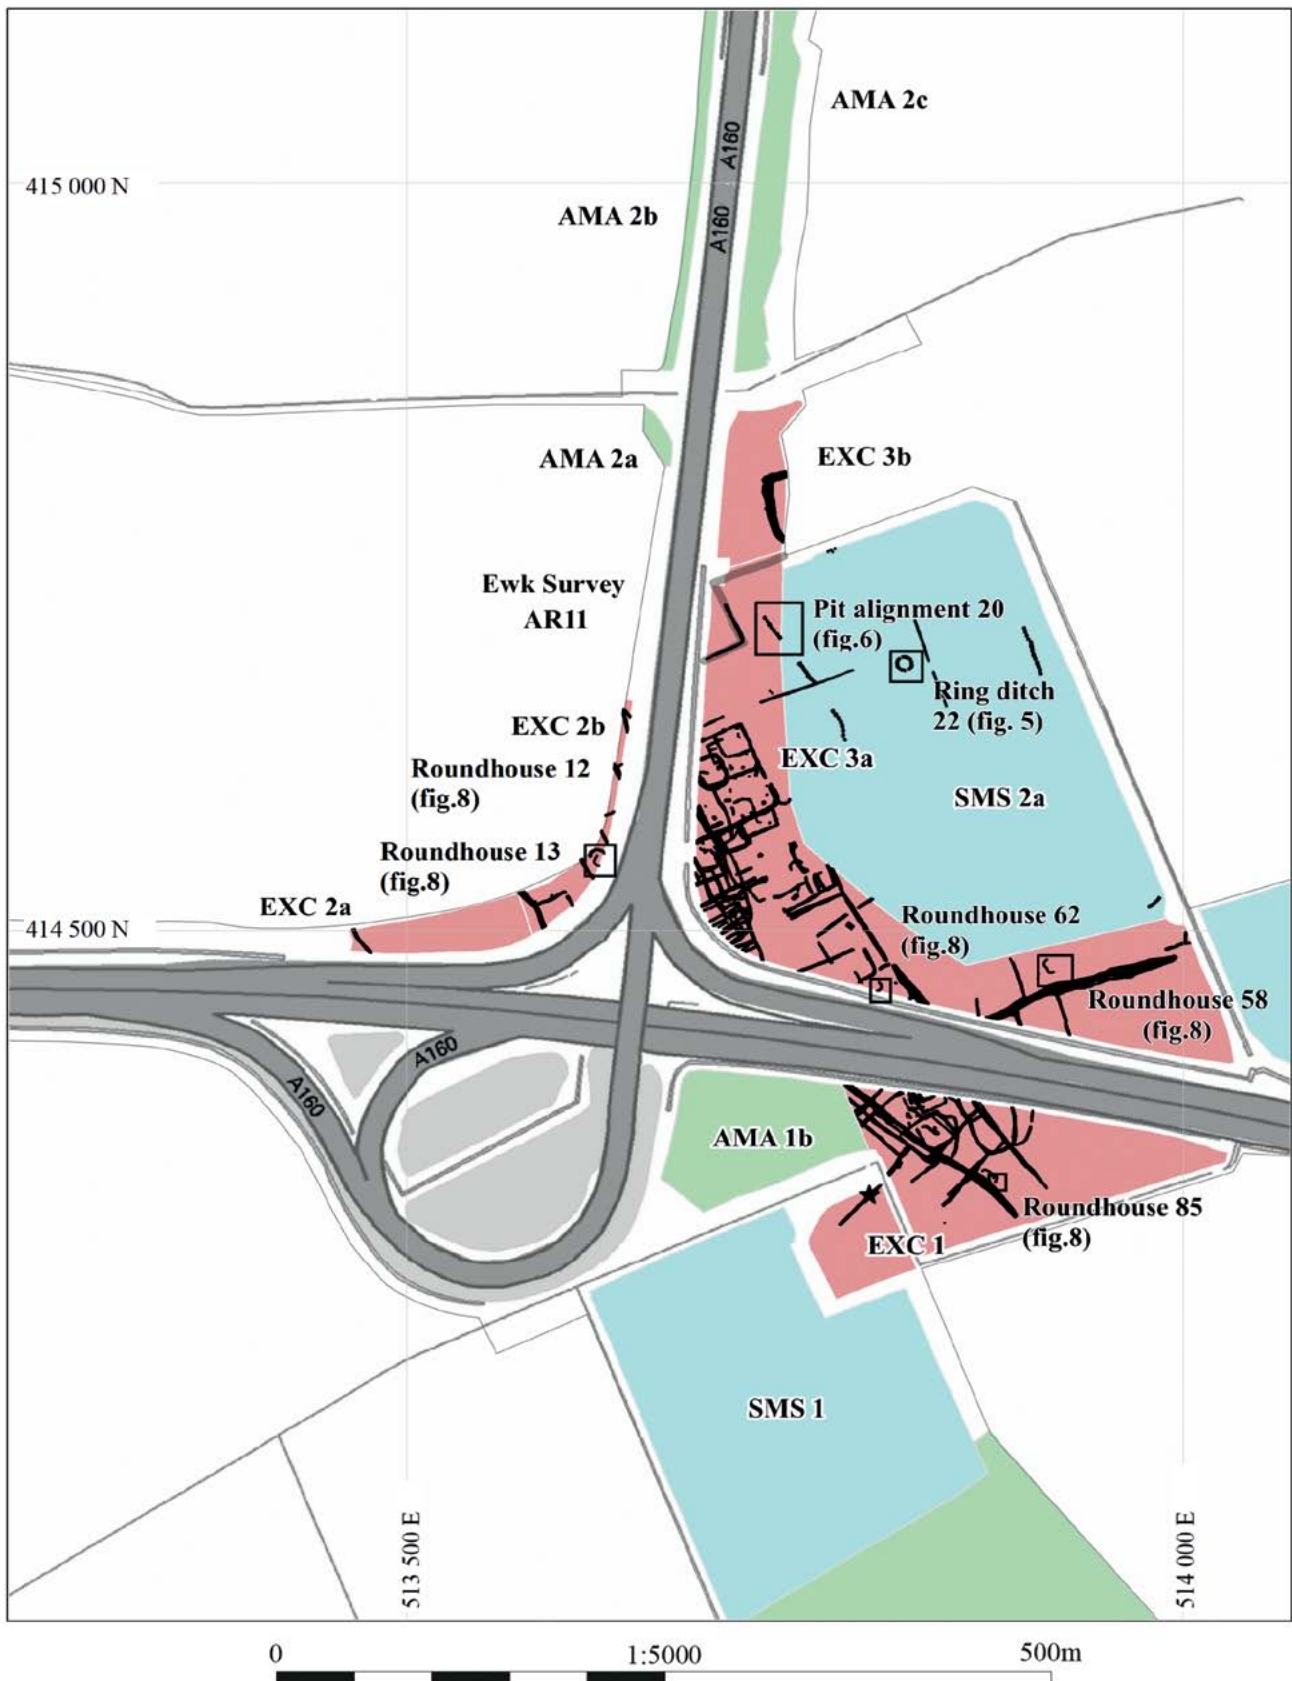 A160
AMA 2c
415 000 N
AMA 2b
A160
EXC 3b
AMA 2a
Ewk Survey
AR11
Pit alignment 20
(fig.6)
Ring ditch
22 (fig. 5)
EXC 2b
EXC 3a
Roundhouse 12
(fig.8)
SMS 2a
Roundhouse 13
(fig.8)
EXC 2a
414 500 N
Roundhouse 62
(fig.8)
Roundhouse 58
(fig.8)
A160
A160
AMA 1b
Roundhouse 85
(fig.8)
EXC 1
SMS 1
513 500 E
514 000 E
0 1:5000 500m